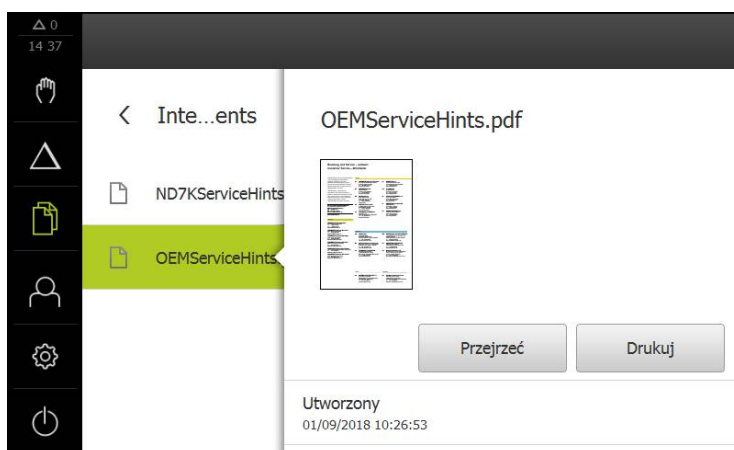 0
14 37
Inte...ents
OEMServiceHints.pdf
ND7KServiceHints
OEMServiceHints.
Przejrzeć
Drukuj
Utworzony
01/09/2018 10:26:53